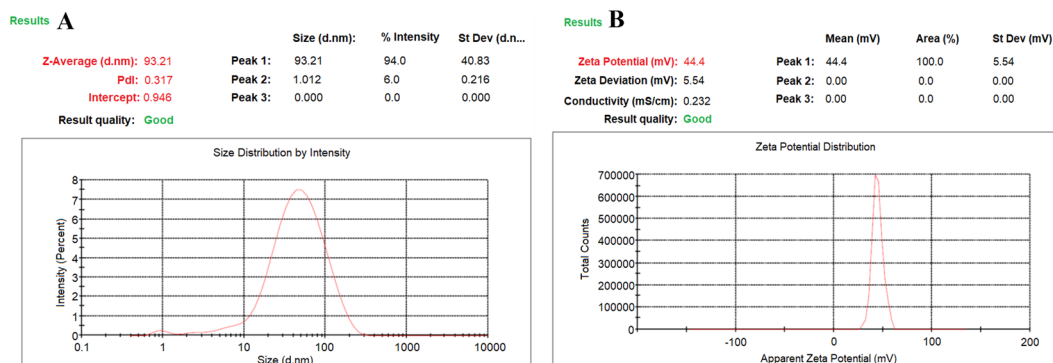 Results A
Size (d.nm): % Intensity St Dev (d.n...
Z-Average (d.nm): 93.21 Peak 1: 93.21 94.0 40.83
PdI: 0.317 Peak 2: 1.012 6.0 0.216
Intercept: 0.946 Peak 3: 0.000 0.0 0.000
Result quality: Good
Size Distribution by Intensity
Intensity (Percent)
8
7
6
5
4
3
2
1
0
0.1 1 10 100 1000 10000
Size (d.nm)
Results B
Mean (mV) Area (%) St Dev (mV)
Zeta Potential (mV): 44.4 Peak 1: 44.4 100.0 5.54
Zeta Deviation (mV): 5.54 Peak 2: 0.00 0.0 0.00
Conductivity (mS/cm): 0.232 Peak 3: 0.00 0.0 0.00
Result quality: Good
Zeta Potential Distribution
Total Counts
700000
600000
500000
400000
300000
200000
100000
0
-100 0 100 200
Apparent Zeta Potential (mV)